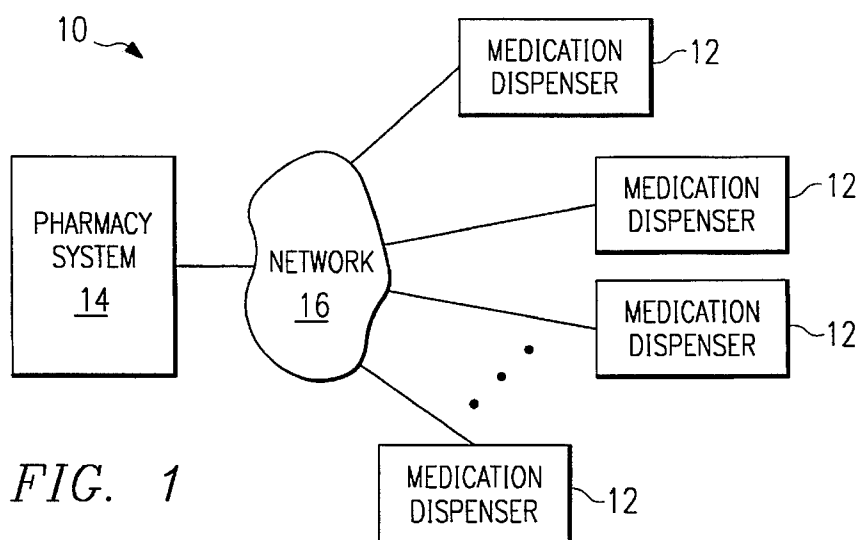 10
MEDICATION
DISPENSER
12
PHARMACY
SYSTEM
14
NETWORK
16
MEDICATION
DISPENSER
12
MEDICATION
DISPENSER
12
MEDICATION
DISPENSER
12
FIG. 1